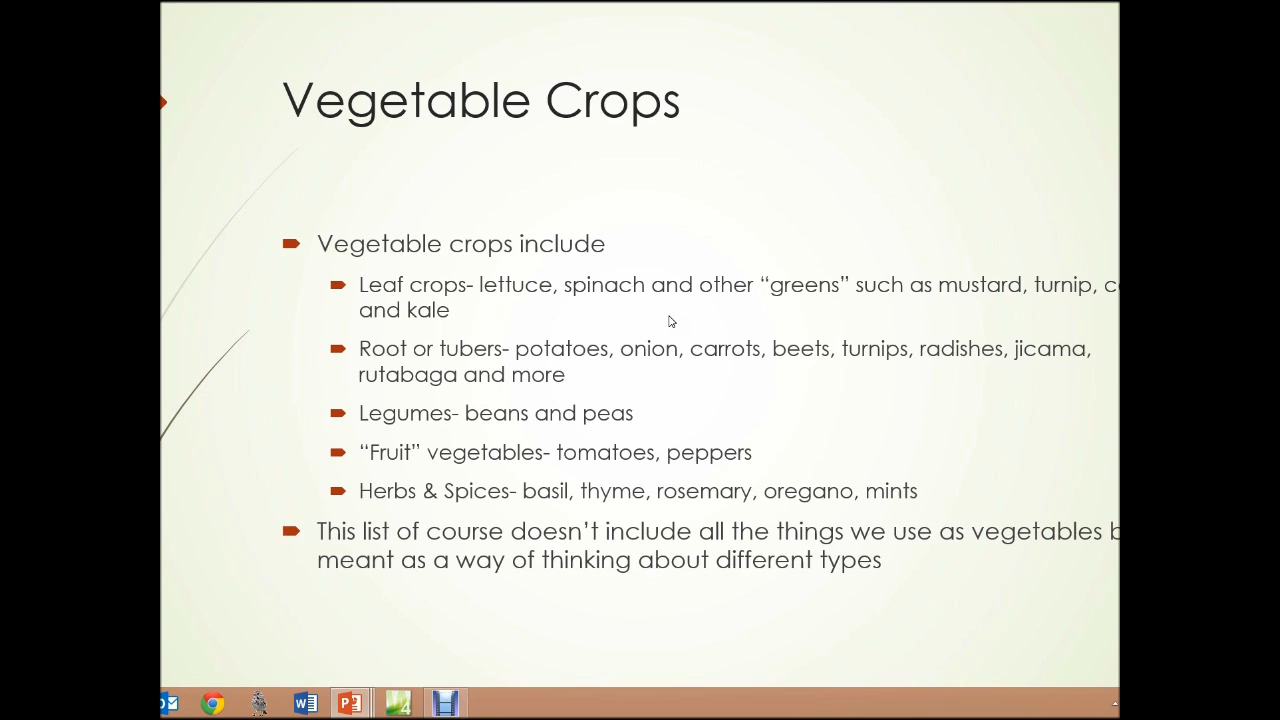 Vegetable Crops
Vegetable crops include
Leaf crops- lettuce, spinach and other “greens” such as mustard, turnip,
and kale
Root or tubers- potatoes, onion, carrots, beets, turnips, radishes, jicama,
rutabaga and more
Legumes- beans and peas
“Fruit” vegetables- tomatoes, peppers
Herbs & Spices- basil, thyme, rosemary, oregano, mints
This list of course doesn’t include all the things we use as vegetables
meant as a way of thinking about different types